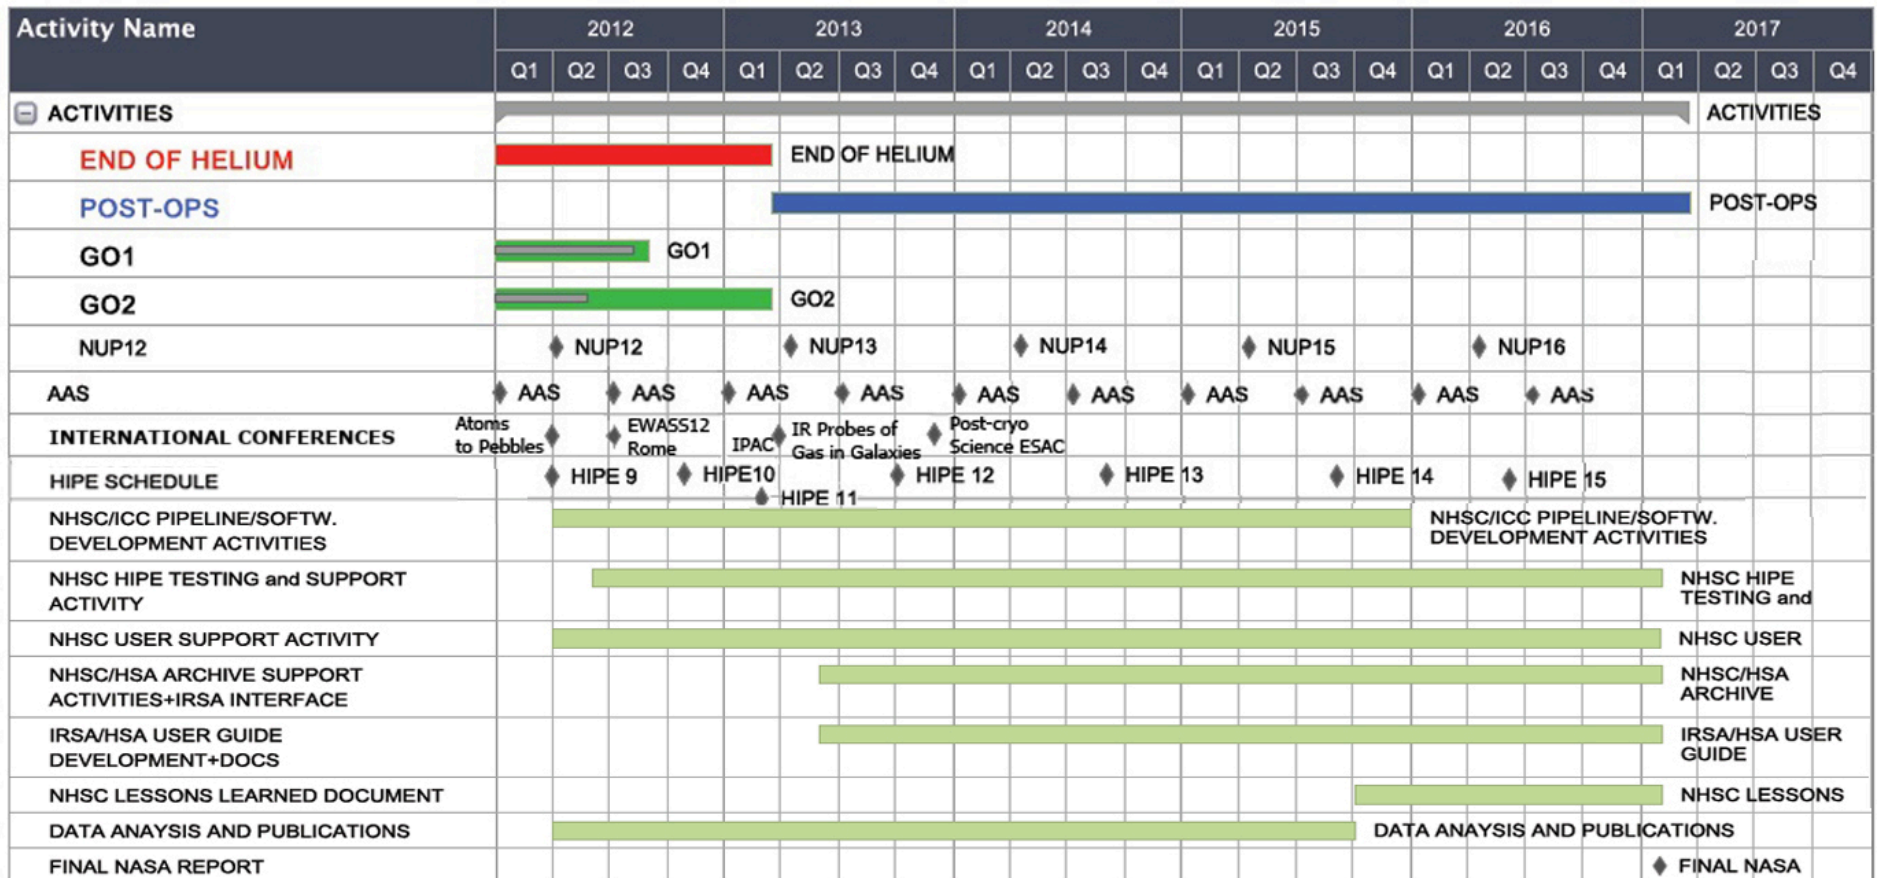 Activity Name
2012 2013 2014 2015 2016 2017
Q1 Q2 Q3 Q4 Q1 Q2 Q3 Q4 Q1 Q2 Q3 Q4 Q1 Q2 Q3 Q4 Q1 Q2 Q3 Q4 Q1 Q2 Q3 Q4
ACTIVITIES ACTIVITIES
END OF HELIUM END OF HELIUM
POST-OPS POST-OPS
GO1 GO1
GO2 GO2
NUP12 NUP12 NUP13 NUP14 NUP15 NUP16
AAS AAS AAS AAS AAS AAS AAS AAS AAS AAS AAS
INTERNATIONAL CONFERENCES
Atoms
to Pebbles
EWASS12
Rome
IPAC
IR Probes of
Gas in Galaxies
Post-cryo
Science ESAC
HIPE SCHEDULE HIPE 9 HIPE10 HIPE 11 HIPE 12 HIPE 13 HIPE 14 HIPE 15
NHSC/ICC PIPELINE/SOFTW.
DEVELOPMENT ACTIVITIES
NHSC/ICC PIPELINE/SOFTW.
DEVELOPMENT ACTIVITIES
NHSC HIPE TESTING and SUPPORT
ACTIVITY
NHSC HIPE
TESTING and
NHSC USER SUPPORT ACTIVITY NHSC USER
NHSC/HSA ARCHIVE SUPPORT
ACTIVITIES+IRSA INTERFACE
NHSC/HSA
ARCHIVE
IRSA/HSA USER GUIDE
DEVELOPMENT+DOCS
IRSA/HSA USER
GUIDE
NHSC LESSONS LEARNED DOCUMENT NHSC LESSONS
DATA ANAYSIS AND PUBLICATIONS DATA ANAYSIS AND PUBLICATIONS
FINAL NASA REPORT FINAL NASA